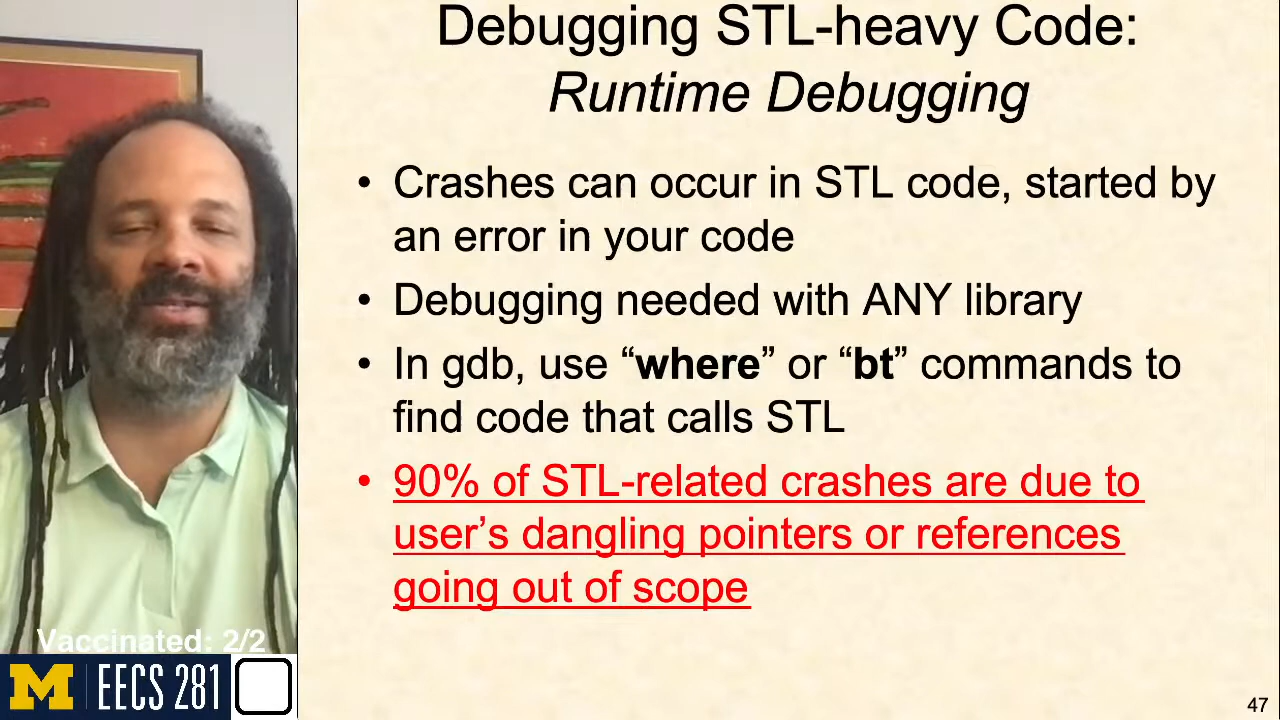 Debugging STL-heavy Code:
Runtime Debugging
• Crashes can occur in STL code, started by
an error in your code
• Debugging needed with ANY library
• In gdb, use “where” or “bt” commands to
find code that calls STL
• 90% of STL-related crashes are due to
user’s dangling pointers or references
going out of scope
Vaccinated: 2/2
M EECS 281
47